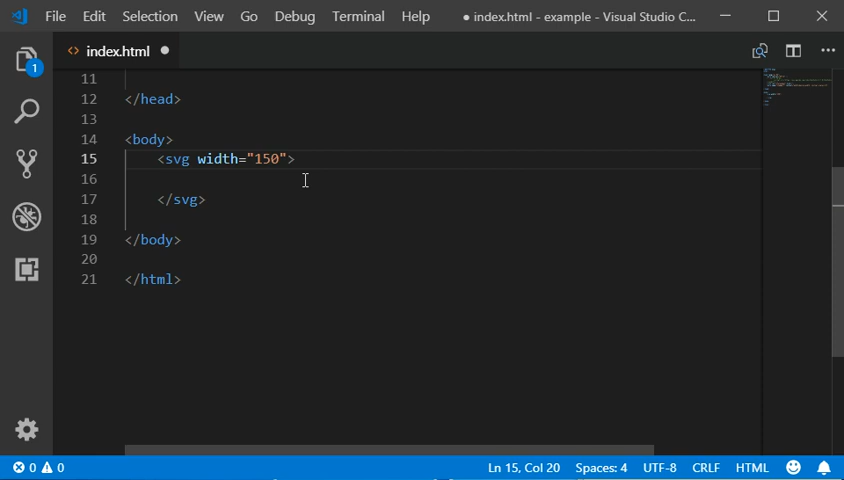 File Edit Selection View Go Debug Terminal Help ● index.html - example - Visual Studio C...
<> index.html ●
1
11
12 </head>
13
14 <body>
15 <svg width="150">
16
17 </svg>
18
19 </body>
20
21 </html>
0 0 Ln 15, Col 20 Spaces: 4 UTF-8 CRLF HTML